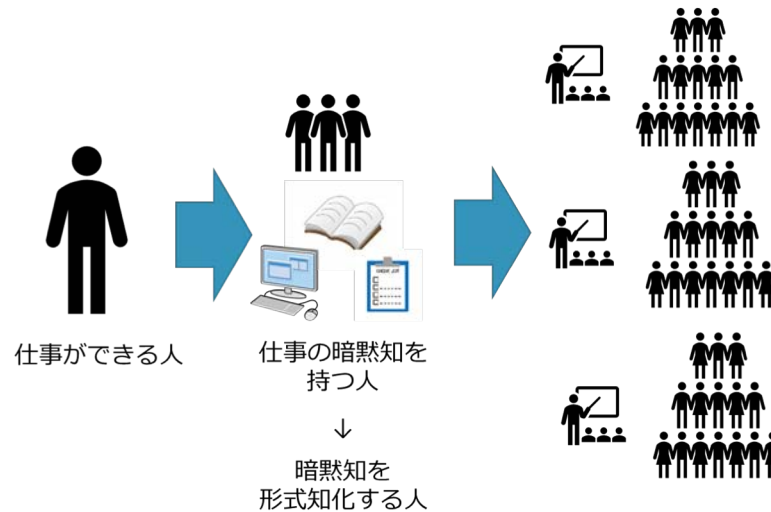 仕事ができる人
仕事の暗黙知を
持つ人
↓
暗黙知を
形式知化する人